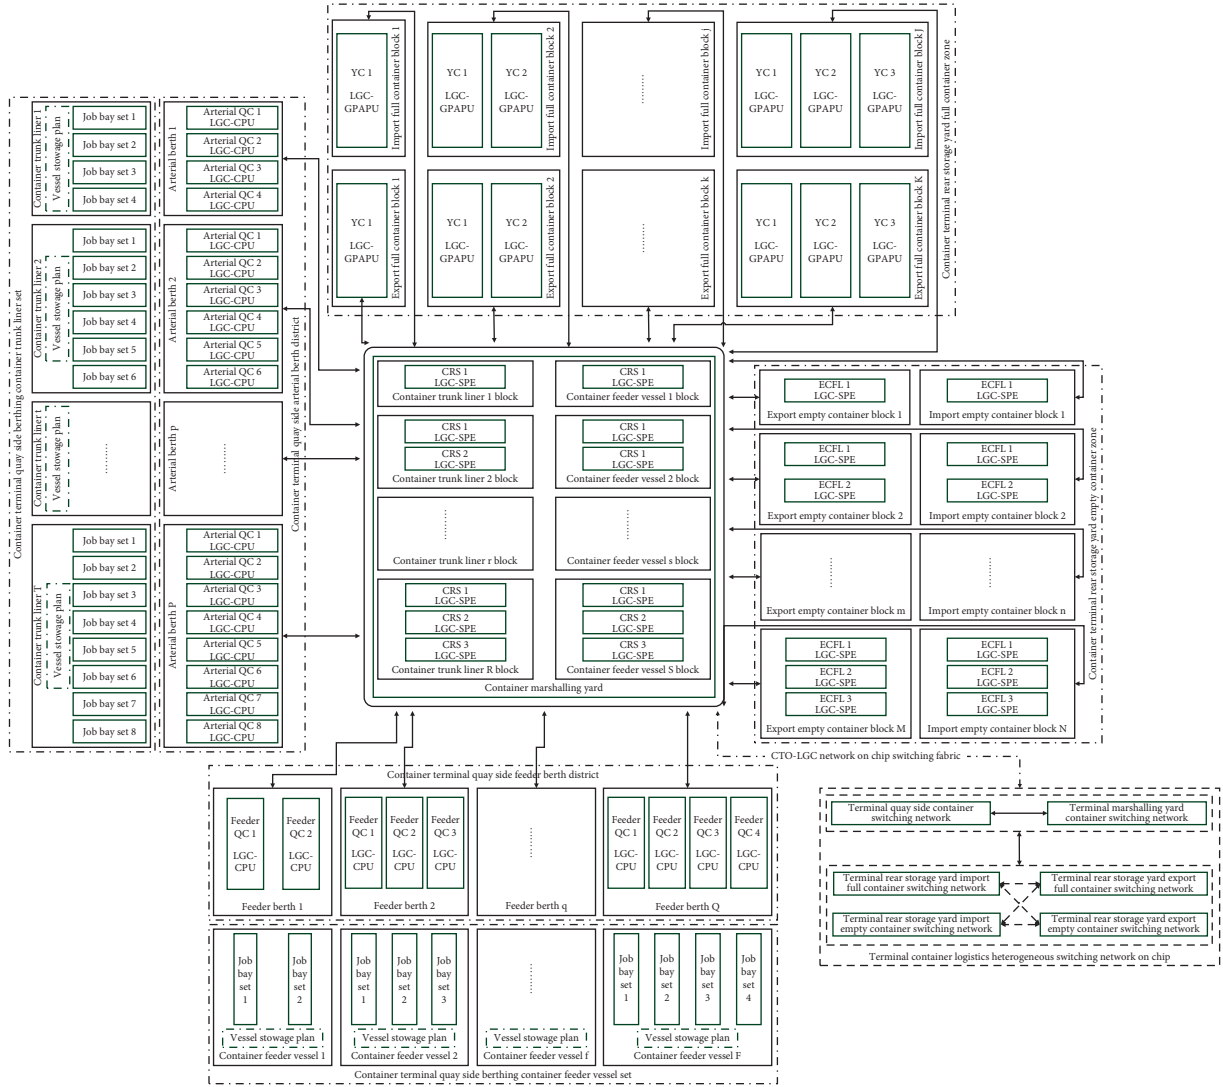 YC 1
LGC-
GPAPU
Import full container block 1
YC 1
LGC-
GPAPU
YC 2
LGC-
GPAPU
Import full container block 2
........
Import full container block j
YC 1
LGC-
GPAPU
YC 2
LGC-
GPAPU
YC 3
LGC-
GPAPU
Import full container block J
YC 1
LGC-
GPAPU
Export full container block 1
YC 1
LGC-
GPAPU
YC 2
LGC-
GPAPU
Export full container block 2
........
Export full container block k
YC 1
LGC-
GPAPU
YC 2
LGC-
GPAPU
YC 3
LGC-
GPAPU
Export full container block K
Container terminal rear storage yard full container zone
Container terminal quay side berthing container trunk liner set
Container trunk liner 1
Vessel stowage plan
Job bay set 1
Job bay set 2
Job bay set 3
Job bay set 4
Container trunk liner 2
Vessel stowage plan
Job bay set 1
Job bay set 2
Job bay set 3
Job bay set 4
Job bay set 5
Job bay set 6
Container trunk liner t
Vessel stowage plan
........
Container trunk liner T
Vessel stowage plan
Job bay set 1
Job bay set 2
Job bay set 3
Job bay set 4
Job bay set 5
Job bay set 6
Job bay set 7
Job bay set 8
Arterial berth 1
Arterial QC 1
LGC-CPU
Arterial QC 2
LGC-CPU
Arterial QC 3
LGC-CPU
Arterial QC 4
LGC-CPU
Arterial berth 2
Arterial QC 1
LGC-CPU
Arterial QC 2
LGC-CPU
Arterial QC 3
LGC-CPU
Arterial QC 4
LGC-CPU
Arterial QC 5
LGC-CPU
Arterial QC 6
LGC-CPU
Arterial berth p
........
Arterial berth P
Arterial QC 1
LGC-CPU
Arterial QC 2
LGC-CPU
Arterial QC 3
LGC-CPU
Arterial QC 4
LGC-CPU
Arterial QC 5
LGC-CPU
Arterial QC 6
LGC-CPU
Arterial QC 7
LGC-CPU
Arterial QC 8
LGC-CPU
Container terminal quay side arterial berth district
CRS 1
LGC-SPE
Container trunk liner 1 block
CRS 1
LGC-SPE
Container feeder vessel 1 block
CRS 1
LGC-SPE
CRS 2
LGC-SPE
Container trunk liner 2 block
CRS 1
LGC-SPE
CRS 1
LGC-SPE
Container feeder vessel 2 block
........
Container trunk liner r block
........
Container feeder vessel s block
CRS 1
LGC-SPE
CRS 2
LGC-SPE
CRS 3
LGC-SPE
Container trunk liner R block
CRS 1
LGC-SPE
CRS 2
LGC-SPE
CRS 3
LGC-SPE
Container feeder vessel S block
Container marshalling yard
ECFL 1
LGC-SPE
Export empty container block 1
ECFL 1
LGC-SPE
Import empty container block 1
ECFL 1
LGC-SPE
ECFL 2
LGC-SPE
Export empty container block 2
ECFL 1
LGC-SPE
ECFL 2
LGC-SPE
Import empty container block 2
........
Export empty container block m
........
Import empty container block n
ECFL 1
LGC-SPE
ECFL 2
LGC-SPE
ECFL 3
LGC-SPE
Export empty container block M
ECFL 1
LGC-SPE
ECFL 2
LGC-SPE
ECFL 3
LGC-SPE
Import empty container block N
Container terminal rear storage yard empty container zone
CTO-LGC network on chip switching fabric
Container terminal quay side feeder berth district
Feeder
QC 1
LGC-
CPU
Feeder
QC 2
LGC-
CPU
Feeder berth 1
Feeder
QC 1
LGC-
CPU
Feeder
QC 2
LGC-
CPU
Feeder
QC 3
LGC-
CPU
Feeder berth 2
........
Feeder berth q
Feeder
QC 1
LGC-
CPU
Feeder
QC 2
LGC-
CPU
Feeder
QC 3
LGC-
CPU
Feeder
QC 4
LGC-
CPU
Feeder berth Q
Job
bay
set
1
Job
bay
set
2
Vessel stowage plan
Container feeder vessel 1
Job
bay
set
1
Job
bay
set
2
Job
bay
set
3
Vessel stowage plan
Container feeder vessel 2
........
Vessel stowage plan
Container feeder vessel f
Job
bay
set
1
Job
bay
set
2
Job
bay
set
3
Job
bay
set
4
Vessel stowage plan
Container feeder vessel F
Container terminal quay side berthing container feeder vessel set
Terminal quay side container
switching network
Terminal marshalling yard
container switching network
Terminal rear storage yard import
full container switching network
Terminal rear storage yard export
full container switching network
Terminal rear storage yard import
empty container switching network
Terminal rear storage yard export
empty container switching network
Terminal container logistics heterogeneous switching network on chip